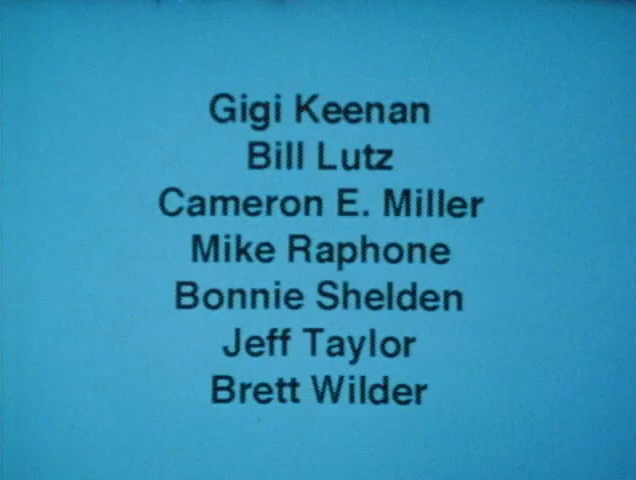 Gigi Keenan
Bill Lutz
Cameron E. Miller
Mike Raphone
Bonnie Shelden
Jeff Taylor
Brett Wilder